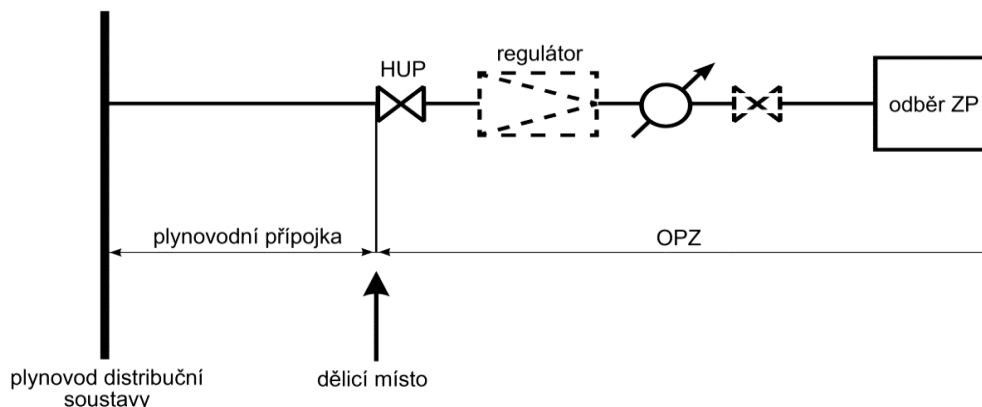 regulátor
HUP
odběr ZP
plynovodní přípojka
OPZ
plynovod distribuční
soustavy
dělicí místo